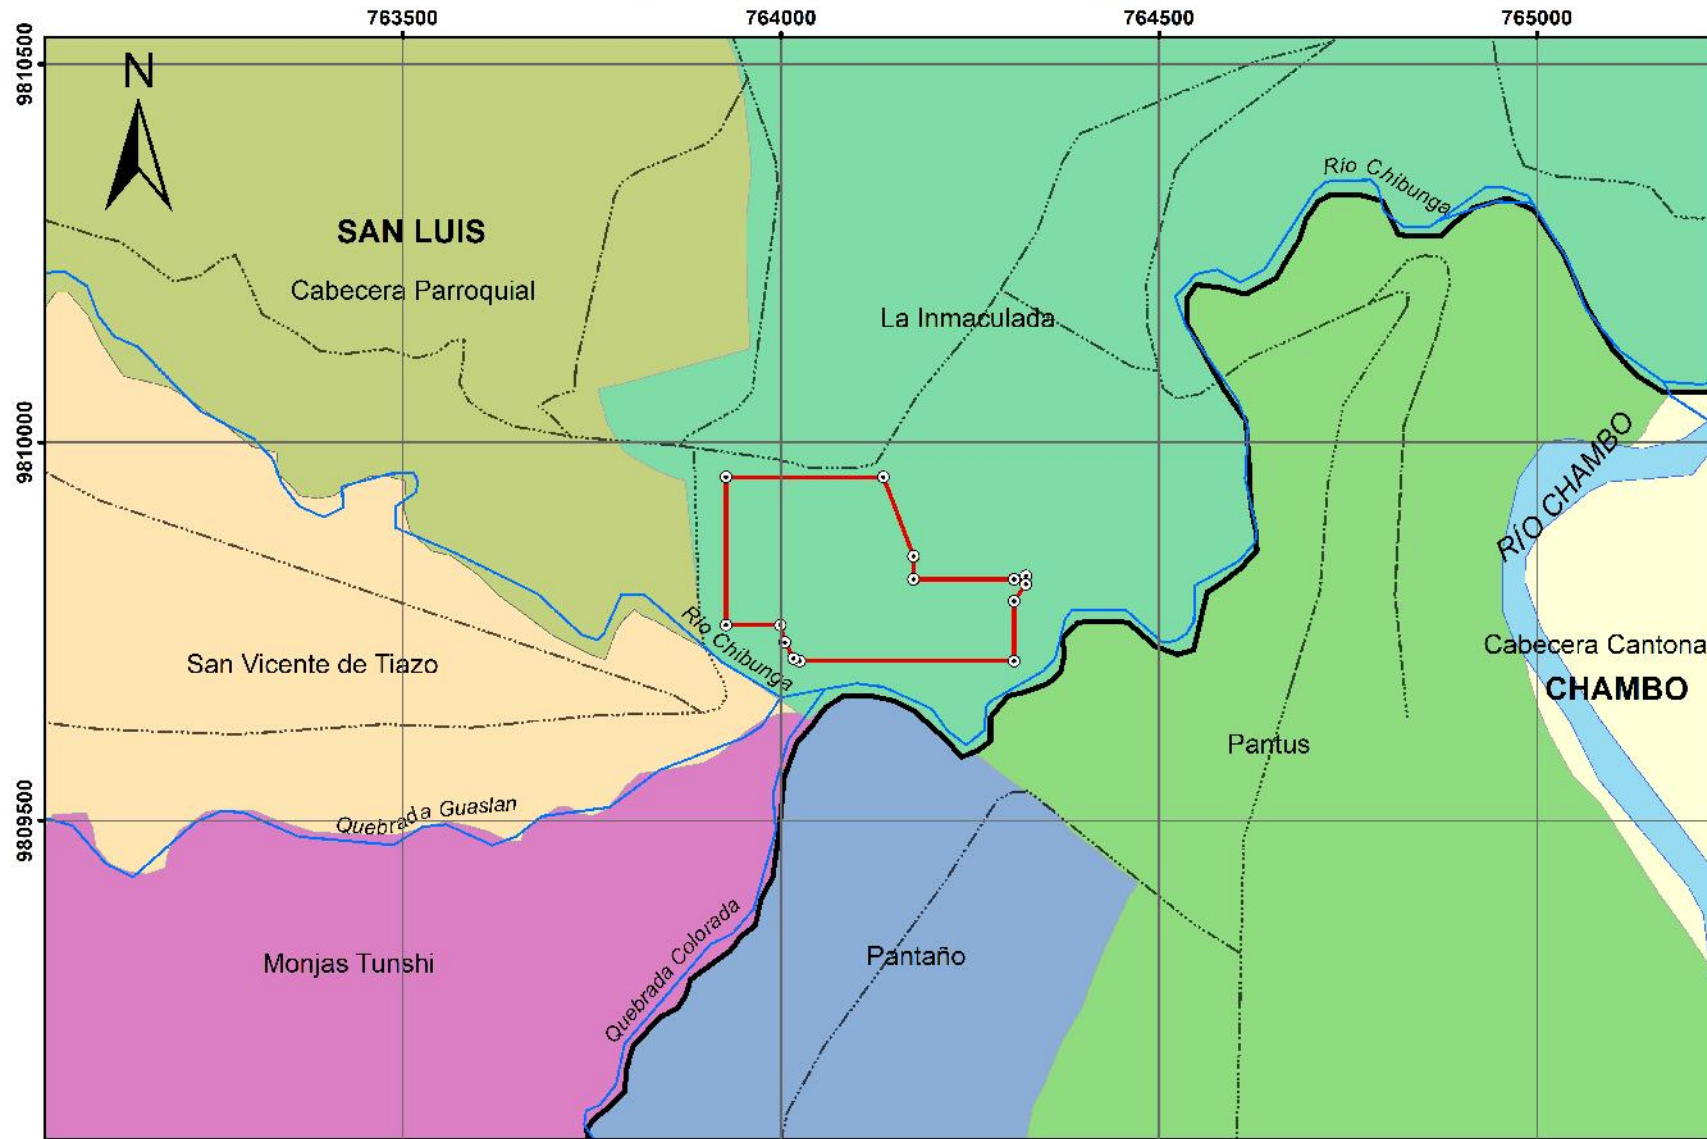 763500 764000 764500 765000
9810500
N
Río Chibunga
SAN LUIS
Cabecera Parroquial
La Inmaculada
9810000
RÍO CHAMBO
Río Chibunga
San Vicente de Tiazo
Cabecera Cantona
CHAMBO
Pantus
9809500
Quebrada Guaslan
Quebrada Colorada
Monjas Tunshi
Pantaño